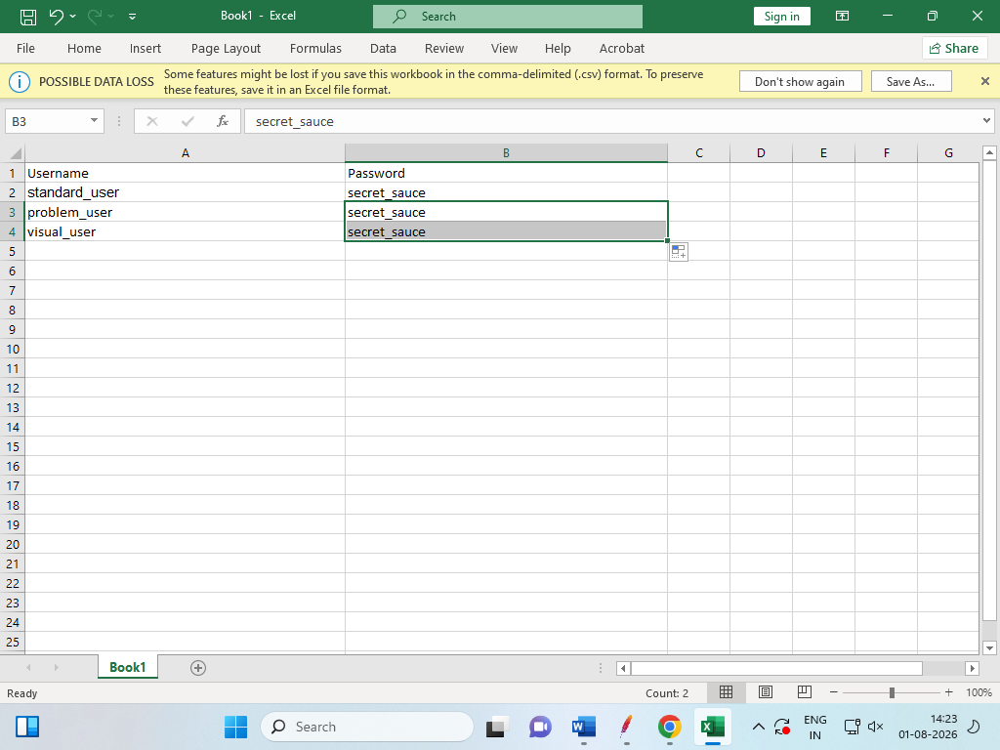 Book1 - Excel
Search
Sign in
File Home Insert Page Layout Formulas Data Review View Help Acrobat Share
POSSIBLE DATA LOSS Some features might be lost if you save this workbook in the comma-delimited (.csv) format. To preserve
these features, save it in an Excel file format.
Don't show again
Save As...
B3
fx
secret_sauce
A B C D E F G
1 Username Password
2 standard_user secret_sauce
3 problem_user secret_sauce
4 visual_user secret_sauce
5
6
7
8
9
10
11
12
13
14
15
16
17
18
19
20
21
22
23
24
25
Book1
Ready
Count: 2
100%
Search
ENG
IN
14:23
01-08-2026